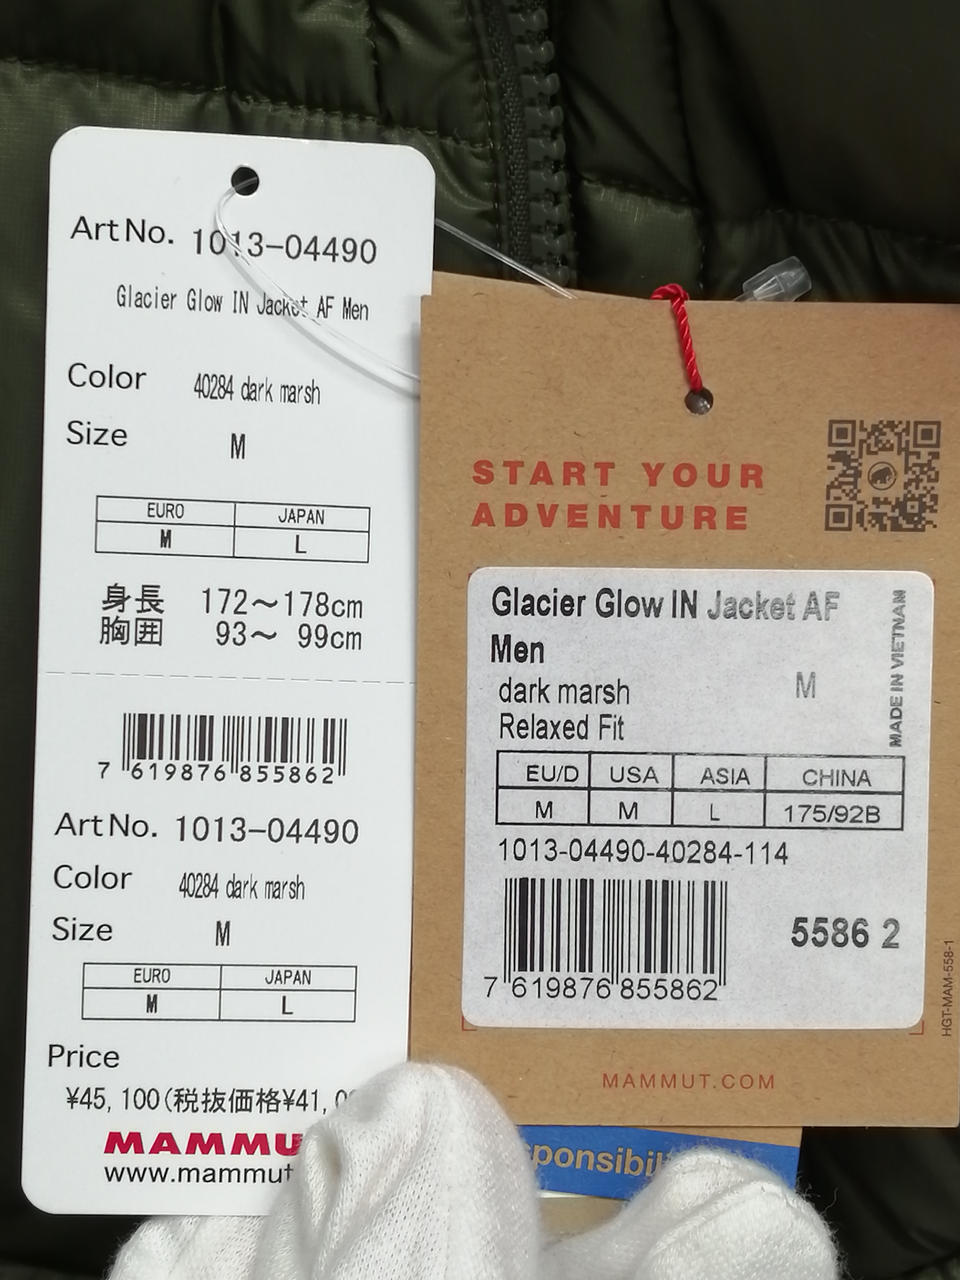 Art No. 1013-04490
Glacier Glow IN Jacket AF Men
Color 40284 dark marsh
Size M
EURO JAPAN
M L
身長 172～178cm
胸囲 93～ 99cm
7 619876 855862
Art No. 1013-04490
Color 40284 dark marsh
Size M
EURO JAPAN
M L
Price
¥45,100(税抜価格¥41,0
MAMMU
www.mammut
START YOUR
ADVENTURE
Glacier Glow IN Jacket AF
Men
dark marsh M
Relaxed Fit
MADE IN VIETNAM
EU/D USA ASIA CHINA
M M L 175/92B
1013-04490-40284-114
5586 2
7 619876 855862
HGT-MAM-558-1
MAMMUT.COM
sponsibil